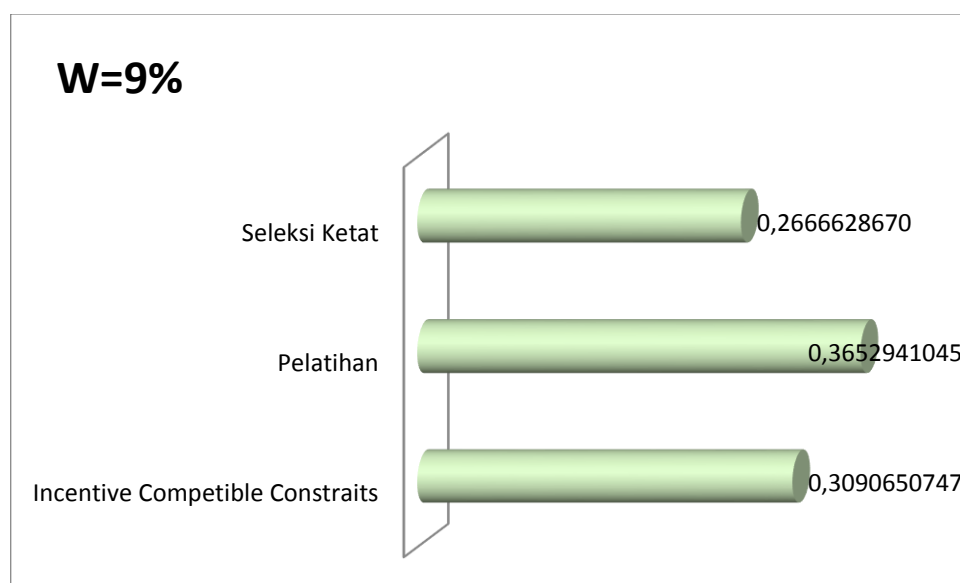 W=9%
Seleksi Ketat
0,2666628670
Pelatihan
0,3652941045
Incentive Competible Constraits
0,3090650747